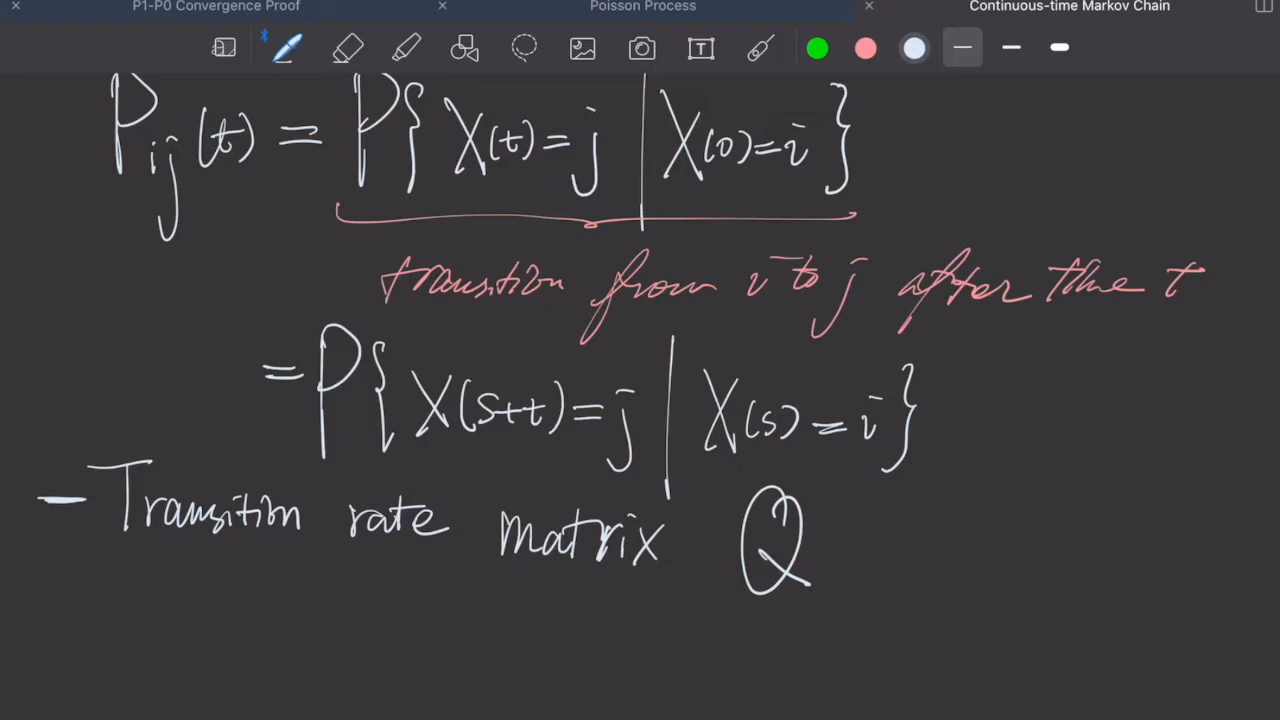 P1-P0 Convergence Proof Poisson Process Continuous-time Markov Chain
P_ij(t) = P{ X(t)=j | X(0)=i }
transition from i to j after time t
= P{ X(s+t)=j | X(s)=i }
- Transition rate matrix Q